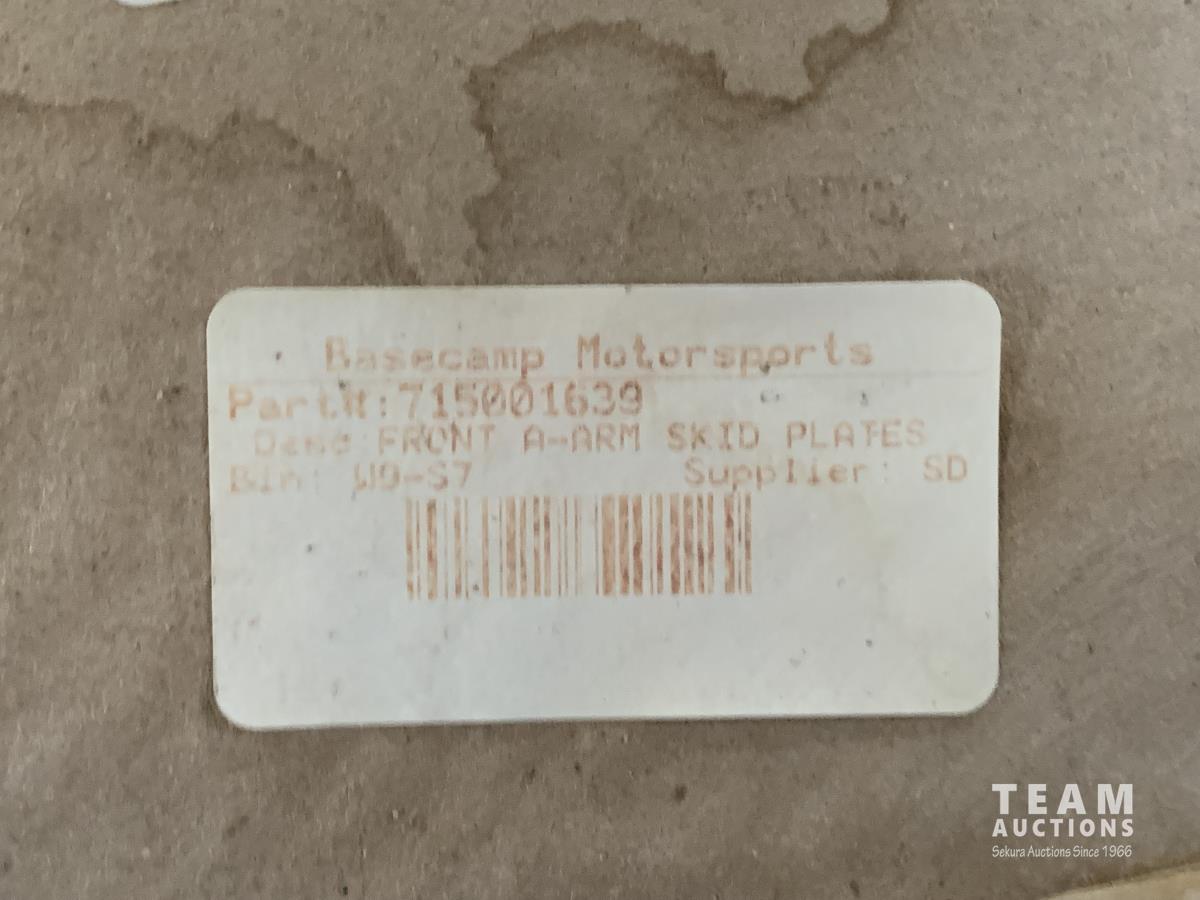 Basecamp Motorsports
Part#:715001639
Desc:FRONT A-ARM SKID PLATES
Bin: W9-S7 Supplier: SD
TEAM
AUCTIONS
Sekura Auctions Since 1966